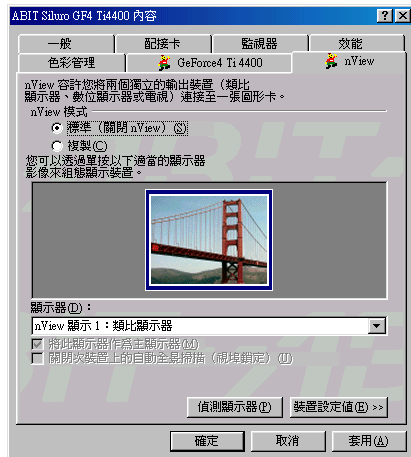 ABIT Siluro GF4 Ti4400 內容
一般 配接卡 監視器 效能
色彩管理 GeForce4 Ti 4400 nView
nView 容許您將兩個獨立的輸出裝置（類比
顯示器、數位顯示器或電視）連接至一張圖形卡。
nView 模式
標準（關閉 nView）(S)
複製(C)
您可以透過單按以下適當的顯示器
影像來組態顯示裝置。
顯示器(D)：
nView 顯示 1：類比顯示器
將此顯示器作為主顯示器(M)
關閉次裝置上的自動全景掃描（視埠鎖定）(U)
偵測顯示器(P) 裝置設定值(E) >>
確定 取消 套用(A)